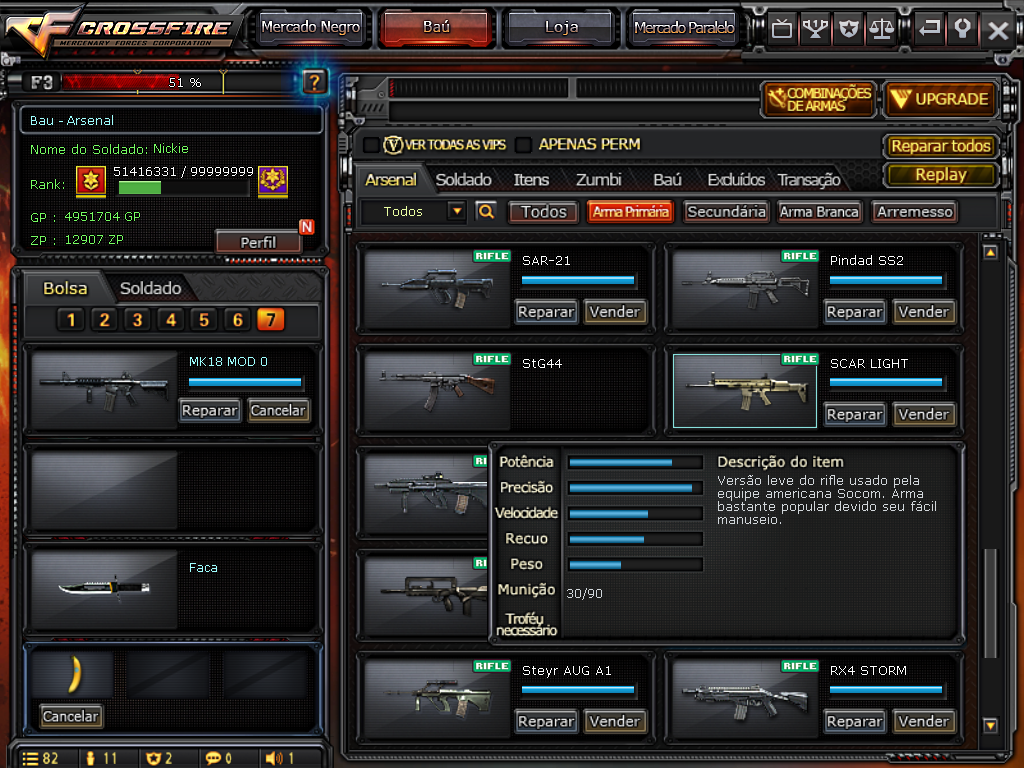 CROSSFIRE
MERCENARY FORCES CORPORATION
Mercado Negro
Baú
Loja
Mercado Paralelo
F3
51 %
?
Bau - Arsenal
Nome do Soldado: Nickie
Rank:
51416331 / 99999999
GP : 4951704 GP
ZP : 12907 ZP
Perfil
N
Bolsa
Soldado
1 2 3 4 5 6 7
MK18 MOD 0
Reparar
Cancelar
Faca
Cancelar
82
11
2
0
1
COMBINAÇÕES
DE ARMAS
UPGRADE
VER TODAS AS VIPS
APENAS PERM
Reparar todos
Replay
Arsenal
Soldado
Itens
Zumbi
Baú
Excluídos
Transação
Todos
Todos
Arma Primária
Secundária
Arma Branca
Arremesso
RIFLE
SAR-21
Reparar
Vender
RIFLE
Pindad SS2
Reparar
Vender
RIFLE
StG44
RIFLE
SCAR LIGHT
Reparar
Vender
Potência
Precisão
Velocidade
Recuo
Peso
Munição
30/90
Troféu
necessário
Descrição do item
Versão leve do rifle usado pela
equipe americana Socom. Arma
bastante popular devido seu fácil
manuseio.
RIFLE
Steyr AUG A1
Reparar
Vender
RIFLE
RX4 STORM
Reparar
Vender